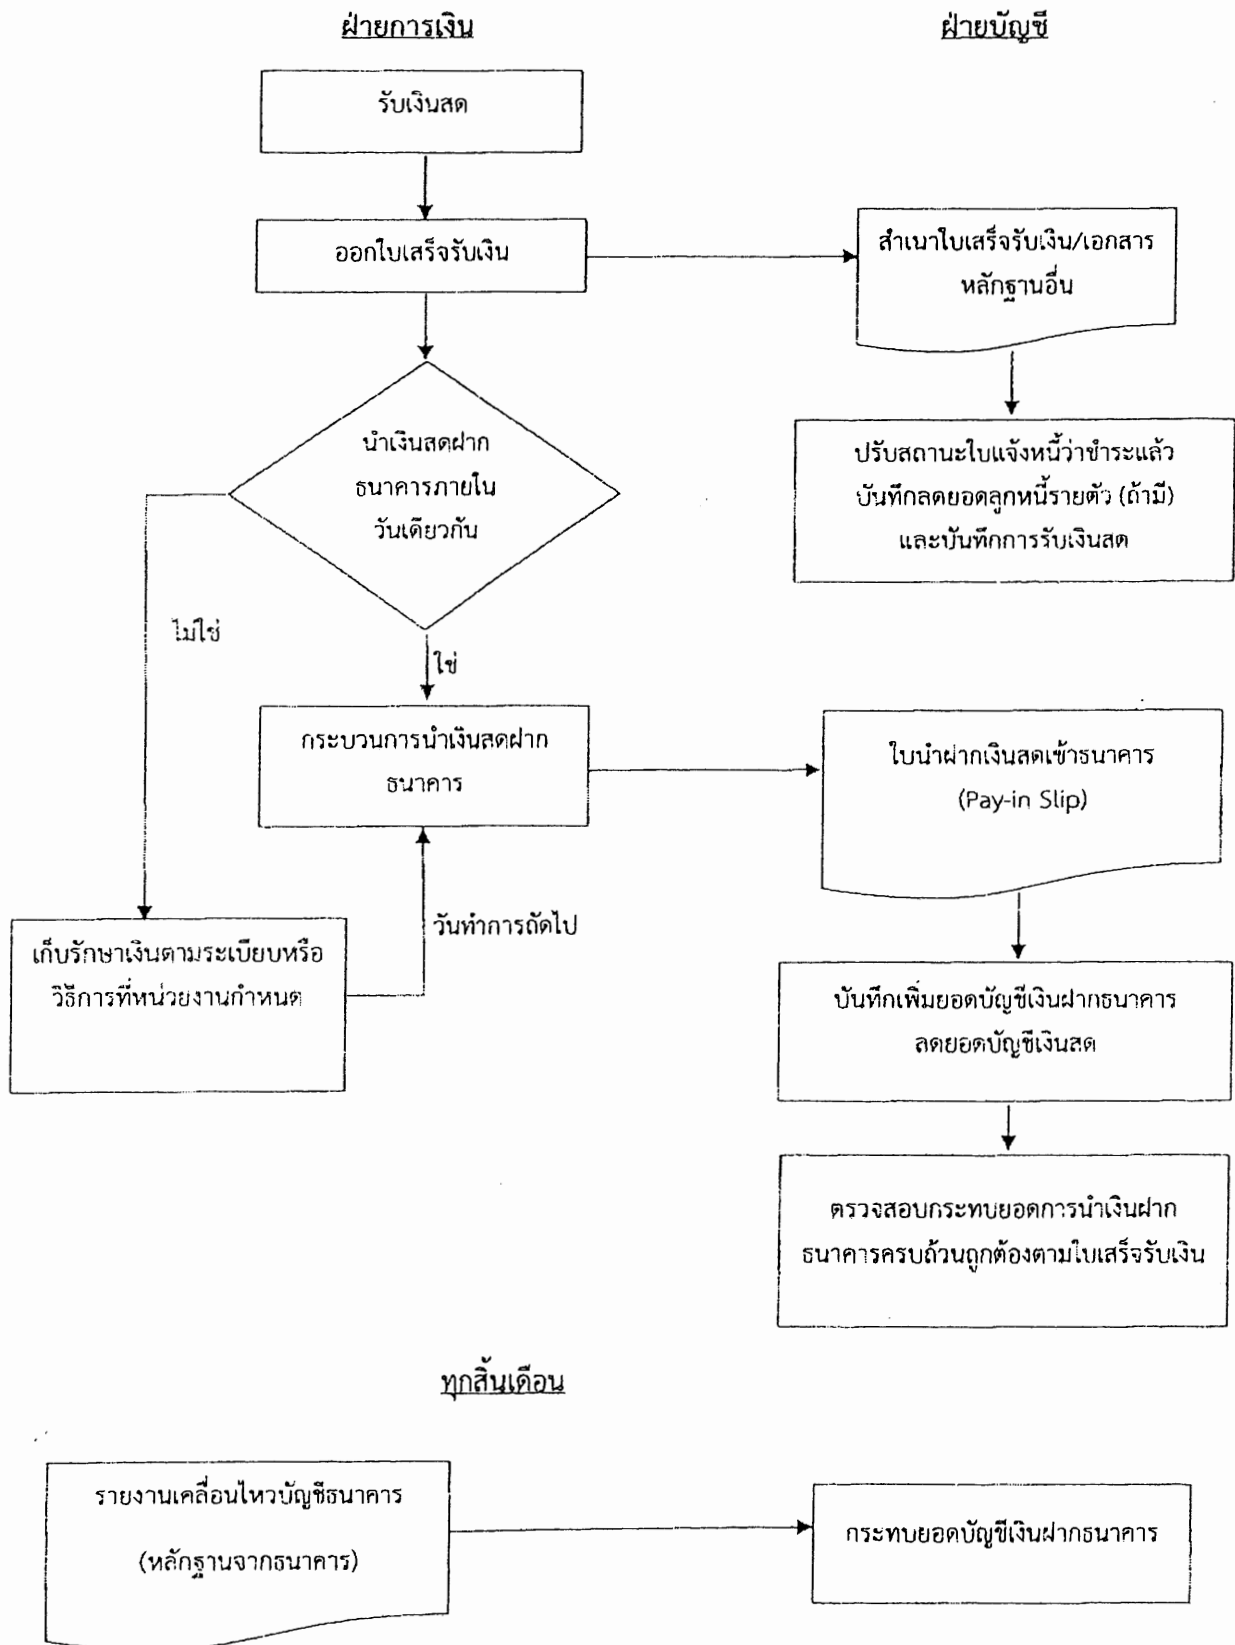 ฝ่ายการเงิน
ฝ่ายบัญชี
รับเงินสด
ออกใบเสร็จรับเงิน
สำเนาใบเสร็จรับเงิน/เอกสาร
หลักฐานอื่น
นำเงินสดฝาก
ธนาคารภายใน
วันเดียวกัน
ปรับสถานะใบแจ้งหนี้ว่าชำระแล้ว
บันทึกลดยอดลูกหนี้รายตัว (ถ้ามี)
และบันทึกการรับเงินสด
ไม่ใช่
ใช่
กระบวนการนำเงินสดฝาก
ธนาคาร
ใบนำฝากเงินสดเข้าธนาคาร
(Pay-in Slip)
วันทำการถัดไป
เก็บรักษาเงินตามระเบียบหรือ
วิธีการที่หน่วยงานกำหนด
บันทึกเพิ่มยอดบัญชีเงินฝากธนาคาร
ลดยอดบัญชีเงินสด
ตรวจสอบกระทบยอดการนำเงินฝาก
ธนาคารครบถ้วนถูกต้องตามใบเสร็จรับเงิน
ทุกสิ้นเดือน
รายงานเคลื่อนไหวบัญชีธนาคาร
(หลักฐานจากธนาคาร)
กระทบยอดบัญชีเงินฝากธนาคาร